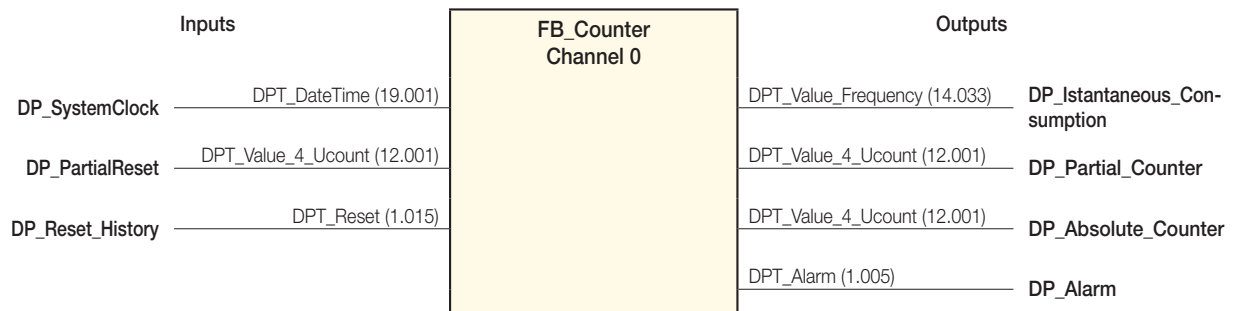 Inputs
FB_Counter
Channel 0
Outputs
DP_SystemClock
DPT_DateTime (19.001)
DPT_Value_Frequency (14.033)
DP_Istantaneous_Con-
sumption
DP_PartialReset
DPT_Value_4_Ucount (12.001)
DPT_Value_4_Ucount (12.001)
DP_Partial_Counter
DP_Reset_History
DPT_Reset (1.015)
DPT_Value_4_Ucount (12.001)
DP_Absolute_Counter
DPT_Alarm (1.005)
DP_Alarm